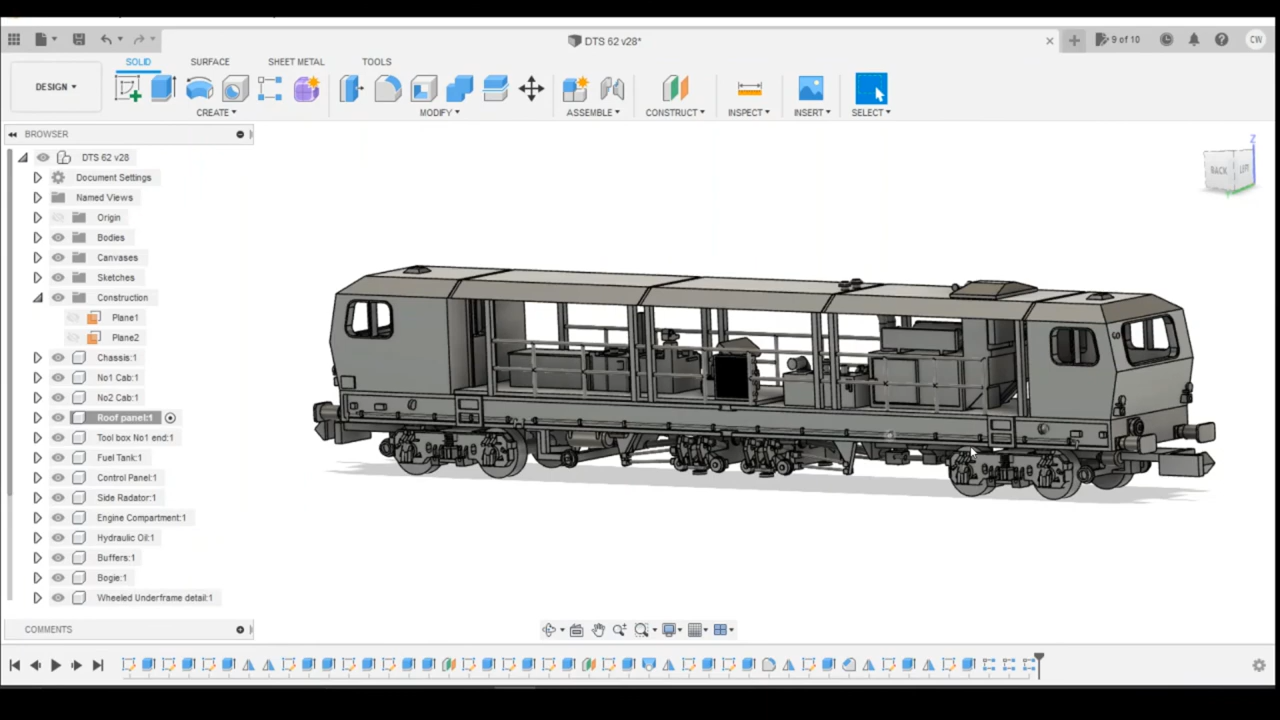 DTS 62 v28*
9 of 10
CW
DESIGN
SOLID
SURFACE
SHEET METAL
TOOLS
CREATE
MODIFY
ASSEMBLE
CONSTRUCT
INSPECT
INSERT
SELECT
BROWSER
DTS 62 v28
Document Settings
Named Views
Origin
Bodies
Canvases
Sketches
Construction
Plane1
Plane2
Chassis:1
No1 Cab:1
No2 Cab:1
Roof panel:1
Tool box No1 end:1
Fuel Tank:1
Control Panel:1
Side Radator:1
Engine Compartment:1
Hydraulic Oil:1
Buffers:1
Bogie:1
Wheeled Underframe detail:1
Z
BACK
COMMENTS